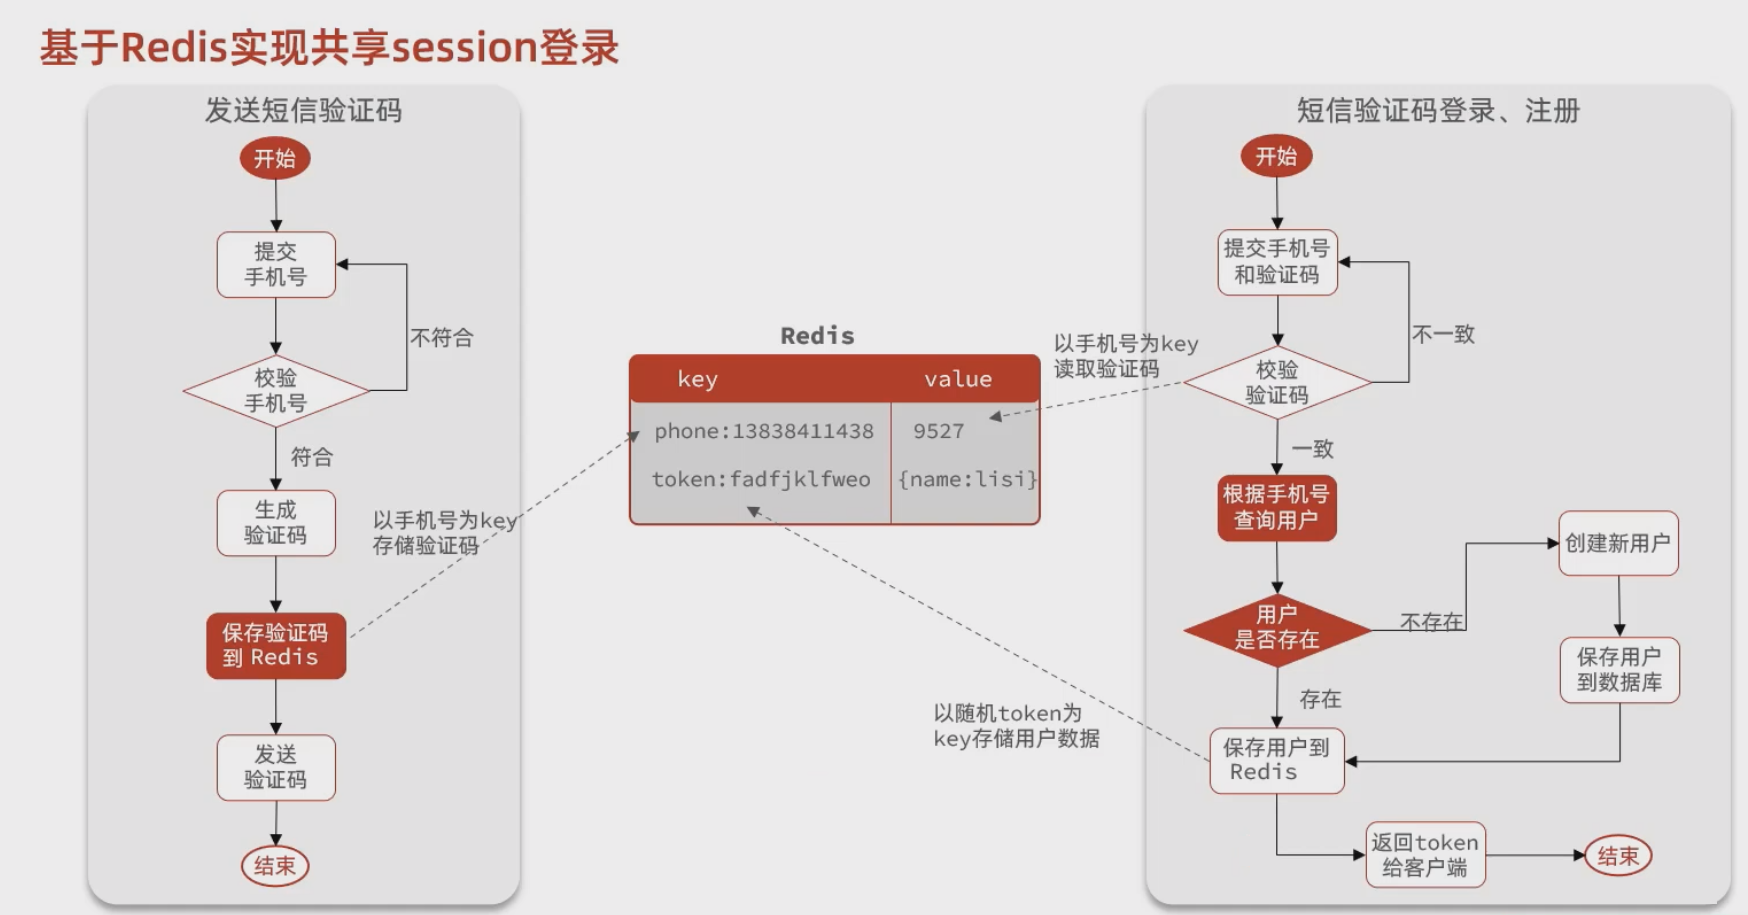 基于Redis实现共享session登录
发送短信验证码
开始
提交
手机号
不符合
校验
手机号
符合
生成
验证码
以手机号为key
存储验证码
保存验证码
到 Redis
发送
验证码
结束
Redis
key
value
phone:13838411438
9527
token:fadfjklfweo
{name:lisi}
短信验证码登录、注册
开始
提交手机号
和验证码
不一致
以手机号为key
读取验证码
校验
验证码
一致
根据手机号
查询用户
用户
是否存在
不存在
创建新用户
保存用户
到数据库
存在
以随机token为
key存储用户数据
保存用户到
Redis
返回token
给客户端
结束